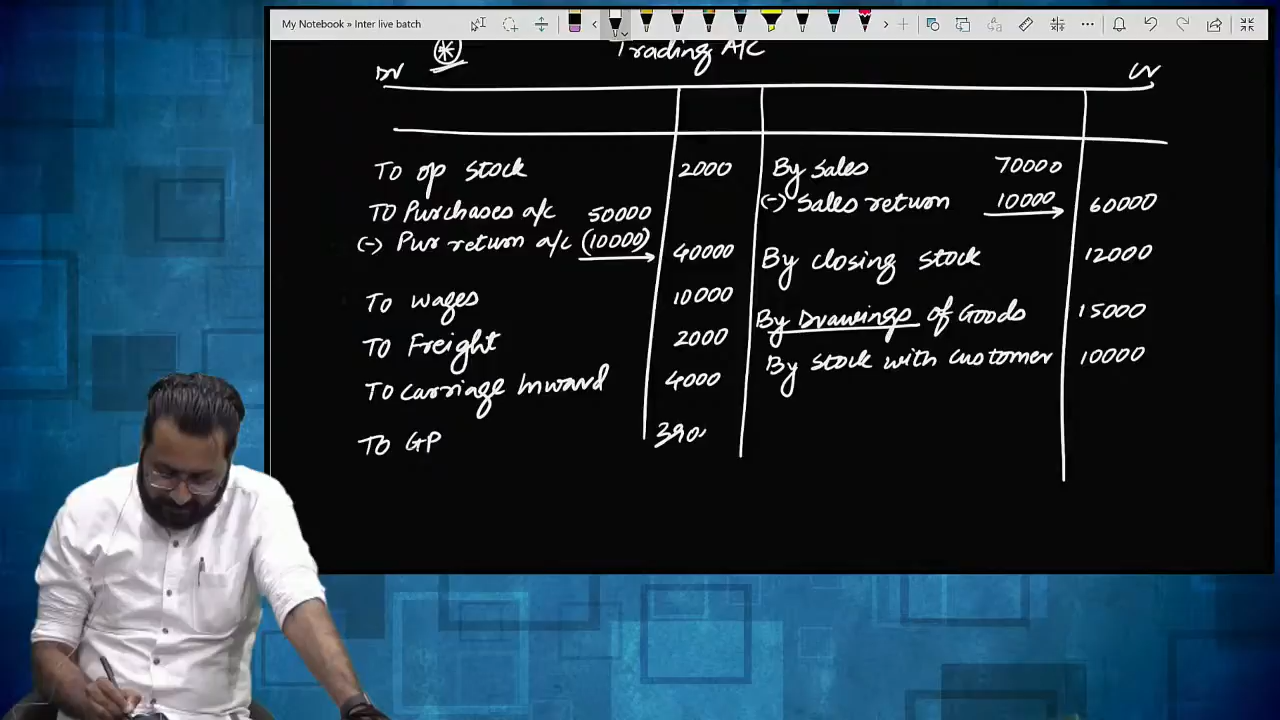 My Notebook » Inter live batch
Trading A/C
Dr
Cr
To op stock 2000
To Purchases a/c 50000
(-) Pur return a/c (10000) 40000
To wages 10000
To Freight 2000
To Carriage Inward 4000
To GP 390
By Sales 70000
(-) Sales return 10000 60000
By closing stock 12000
By Drawings of Goods 15000
By Stock with Customer 10000